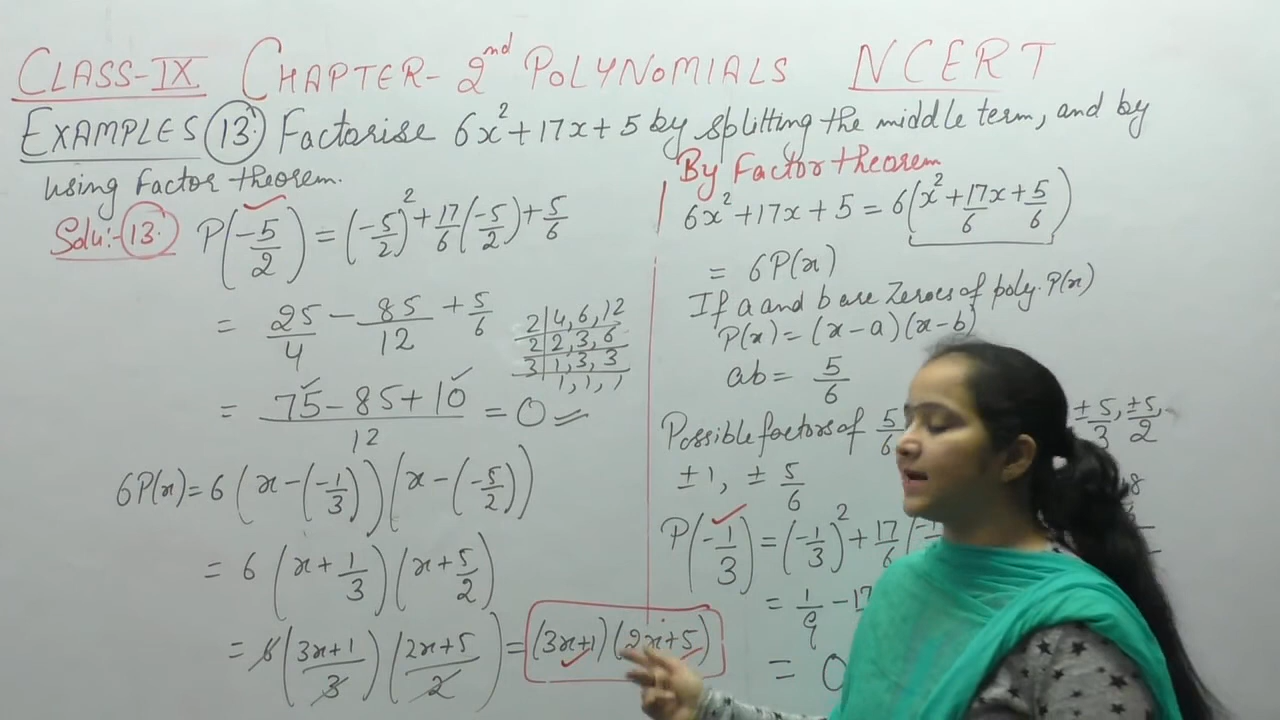 CLASS-IX CHAPTER-2nd POLYNOMIALS NCERT
EXAMPLES 13. Factorise 6x²+17x+5 by splitting the middle term, and by
using Factor theorem.
Solu:-13.
P(-5/2) = (-5/2)²+17/6(-5/2)+5/6
= 25/4 - 85/12 + 5/6
2|4,6,12
2|2,3,6
3|1,3,3
1,1,1
= 75-85+10/12 = 0
6P(x)=6(x-(-1/3))(x-(-5/2))
= 6(x+1/3)(x+5/2)
= 6(3x+1/3)(2x+5/2) = (3x+1)(2x+5)
By Factor theorem
6x²+17x+5 = 6(x²+17/6x+5/6)
= 6P(x)
If a and b are Zeroes of poly. P(x)
P(x)=(x-a)(x-b)
ab = 5/6
Possible factors of 5/6
±5/3, ±5/2,
±1, ±5/6
P(-1/3)=(-1/3)²+17/6(-1
= 1/9 - 17
= 0